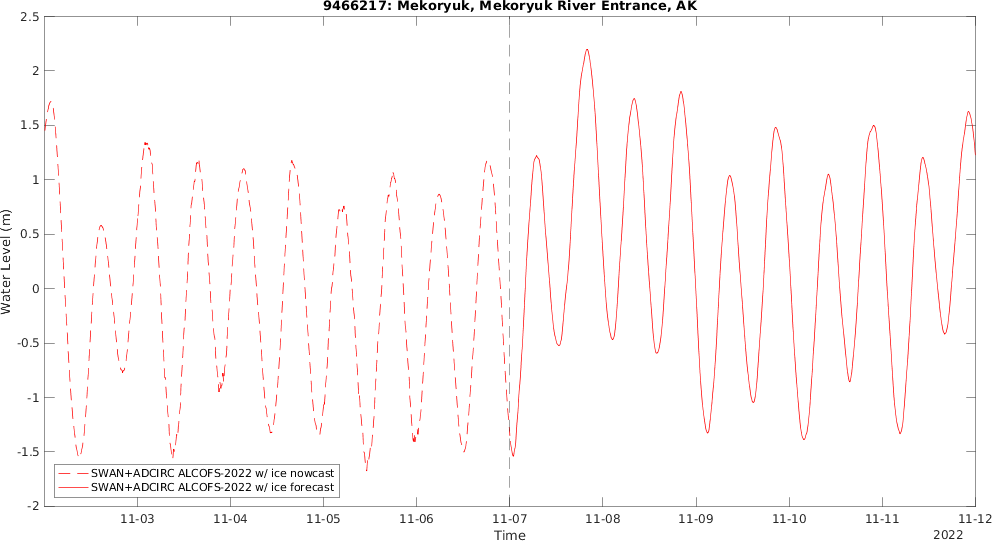 9466217: Mekoryuk, Mekoryuk River Entrance, AK
2.5
2
1.5
1
0.5
0
-0.5
-1
-1.5
-2
Water Level (m)
SWAN+ADCIRC ALCOFS-2022 w/ ice nowcast
SWAN+ADCIRC ALCOFS-2022 w/ ice forecast
11-03 11-04 11-05 11-06 11-07 11-08 11-09 11-10 11-11 11-12
Time
2022